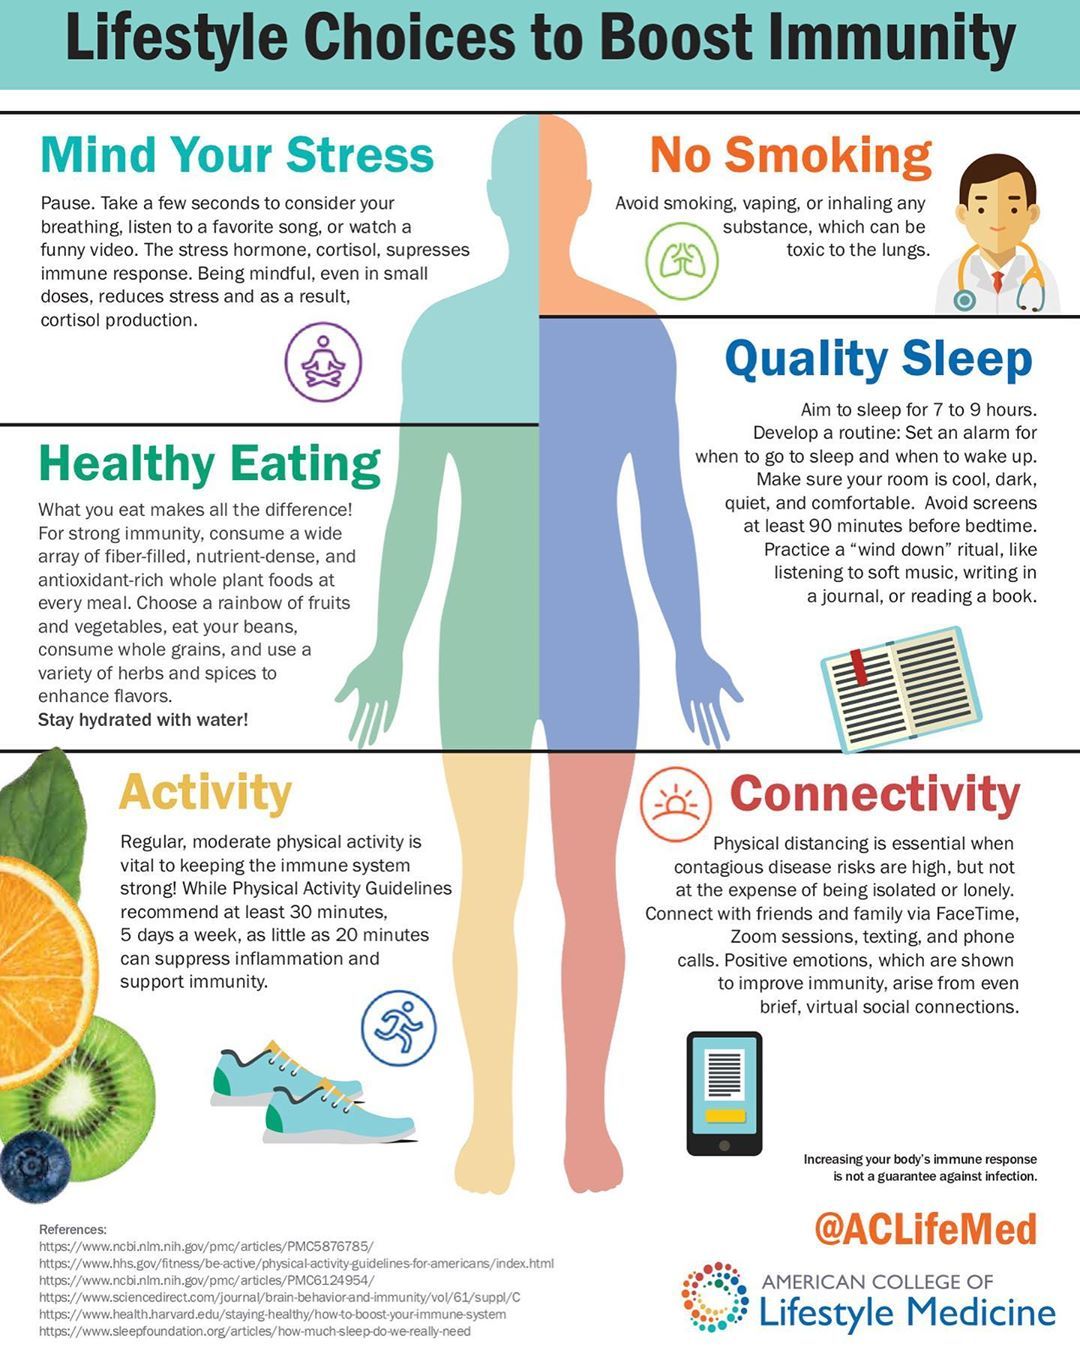 Lifestyle Choices to Boost Immunity
Mind Your Stress
Pause. Take a few seconds to consider your
breathing, listen to a favorite song, or watch a
funny video. The stress hormone, cortisol, supresses
immune response. Being mindful, even in small
doses, reduces stress and as a result,
cortisol production.
No Smoking
Avoid smoking, vaping, or inhaling any
substance, which can be
toxic to the lungs.
Healthy Eating
What you eat makes all the difference!
For strong immunity, consume a wide
array of fiber-filled, nutrient-dense, and
antioxidant-rich whole plant foods at
every meal. Choose a rainbow of fruits
and vegetables, eat your beans,
consume whole grains, and use a
variety of herbs and spices to
enhance flavors.
Stay hydrated with water!
Quality Sleep
Aim to sleep for 7 to 9 hours.
Develop a routine: Set an alarm for
when to go to sleep and when to wake up.
Make sure your room is cool, dark,
quiet, and comfortable. Avoid screens
at least 90 minutes before bedtime.
Practice a “wind down” ritual, like
listening to soft music, writing in
a journal, or reading a book.
Activity
Regular, moderate physical activity is
vital to keeping the immune system
strong! While Physical Activity Guidelines
recommend at least 30 minutes,
5 days a week, as little as 20 minutes
can suppress inflammation and
support immunity.
Connectivity
Physical distancing is essential when
contagious disease risks are high, but not
at the expense of being isolated or lonely.
Connect with friends and family via FaceTime,
Zoom sessions, texting, and phone
calls. Positive emotions, which are shown
to improve immunity, arise from even
brief, virtual social connections.
Increasing your body’s immune response
is not a guarantee against infection.
@ACLifeMed
AMERICAN COLLEGE OF
Lifestyle Medicine
References:
https://www.ncbi.nlm.nih.gov/pmc/articles/PMC5876785/
https://www.hhs.gov/fitness/be-active/physical-activity-guidelines-for-americans/index.html
https://www.ncbi.nlm.nih.gov/pmc/articles/PMC6124954/
https://www.sciencedirect.com/journal/brain-behavior-and-immunity/vol/61/suppl/C
https://www.health.harvard.edu/staying-healthy/how-to-boost-your-immune-system
https://www.sleepfoundation.org/articles/how-much-sleep-do-we-really-need